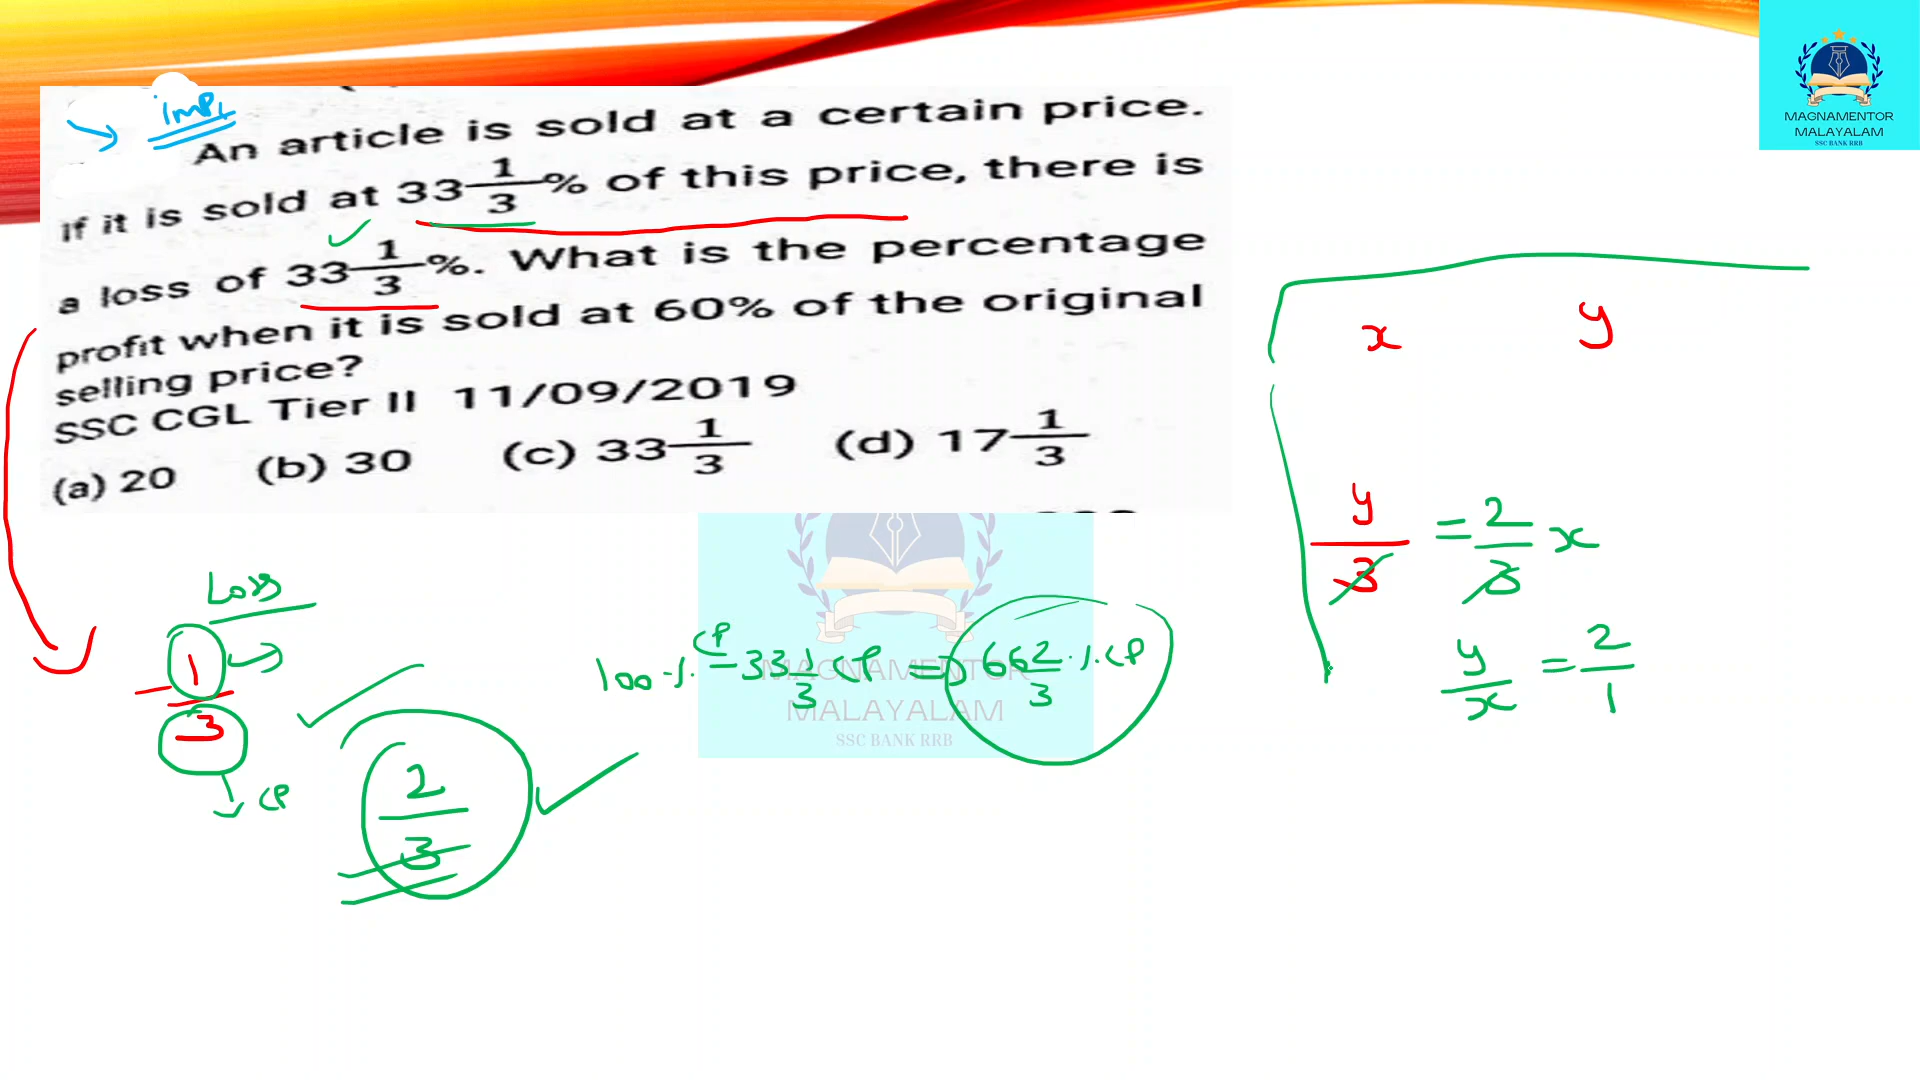 MAGNAMENTOR
MALAYALAM
SSC BANK RRB
impt
An article is sold at a certain price.
If it is sold at 33 1/3 % of this price, there is
a loss of 33 1/3 %. What is the percentage
profit when it is sold at 60% of the original
selling price?
SSC CGL Tier II 11/09/2019
(a) 20 (b) 30 (c) 33 1/3 (d) 17 1/3
x y
y/3 = 2/3 x
y/x = 2/1
Loss
1/3
CP
2/3
100 % CP - 33 1/3 CP => 66 2/3 % CP
MAGNAMENTOR
MALAYALAM
SSC BANK RRB